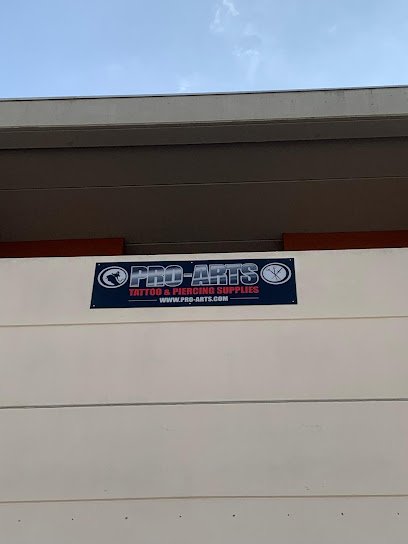 PRO-ARTS
TATTOO & PIERCING SUPPLIES
WWW.PRO-ARTS.COM